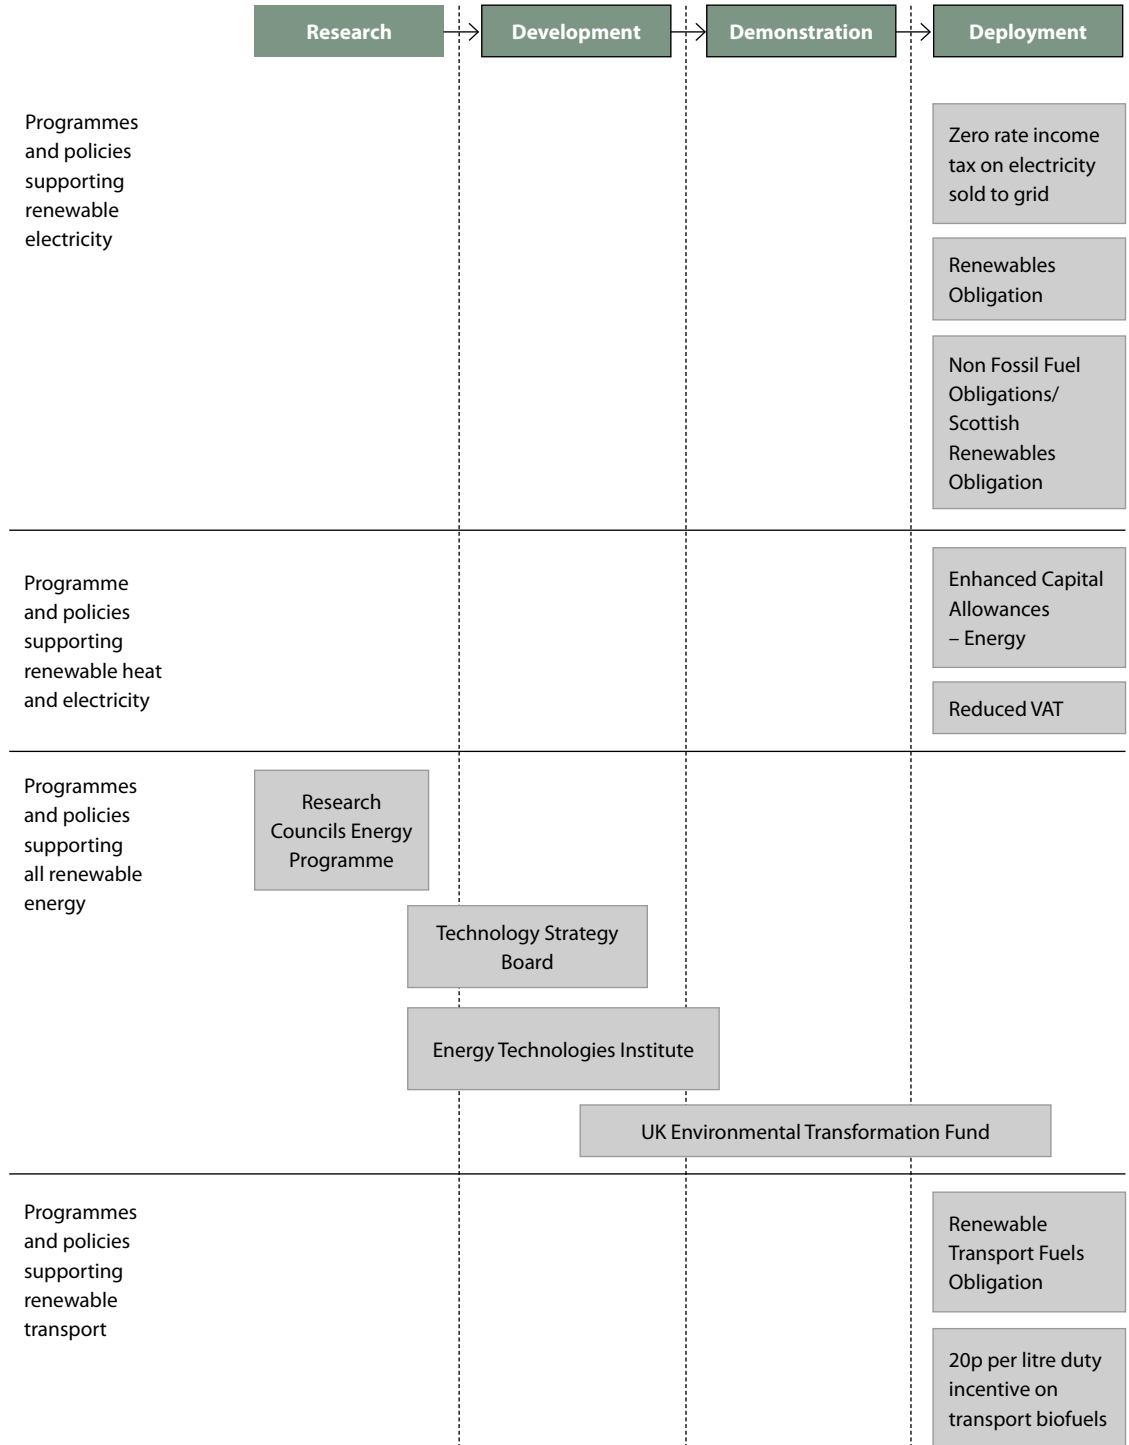 Research
Development
Demonstration
Deployment
Programmes
and policies
supporting
renewable
electricity
Zero rate income
tax on electricity
sold to grid
Renewables
Obligation
Non Fossil Fuel
Obligations/
Scottish
Renewables
Obligation
Programme
and policies
supporting
renewable heat
and electricity
Enhanced Capital
Allowances
– Energy
Reduced VAT
Programmes
and policies
supporting
all renewable
energy
Research
Councils Energy
Programme
Technology Strategy
Board
Energy Technologies Institute
UK Environmental Transformation Fund
Programmes
and policies
supporting
renewable
transport
Renewable
Transport Fuels
Obligation
20p per litre duty
incentive on
transport biofuels